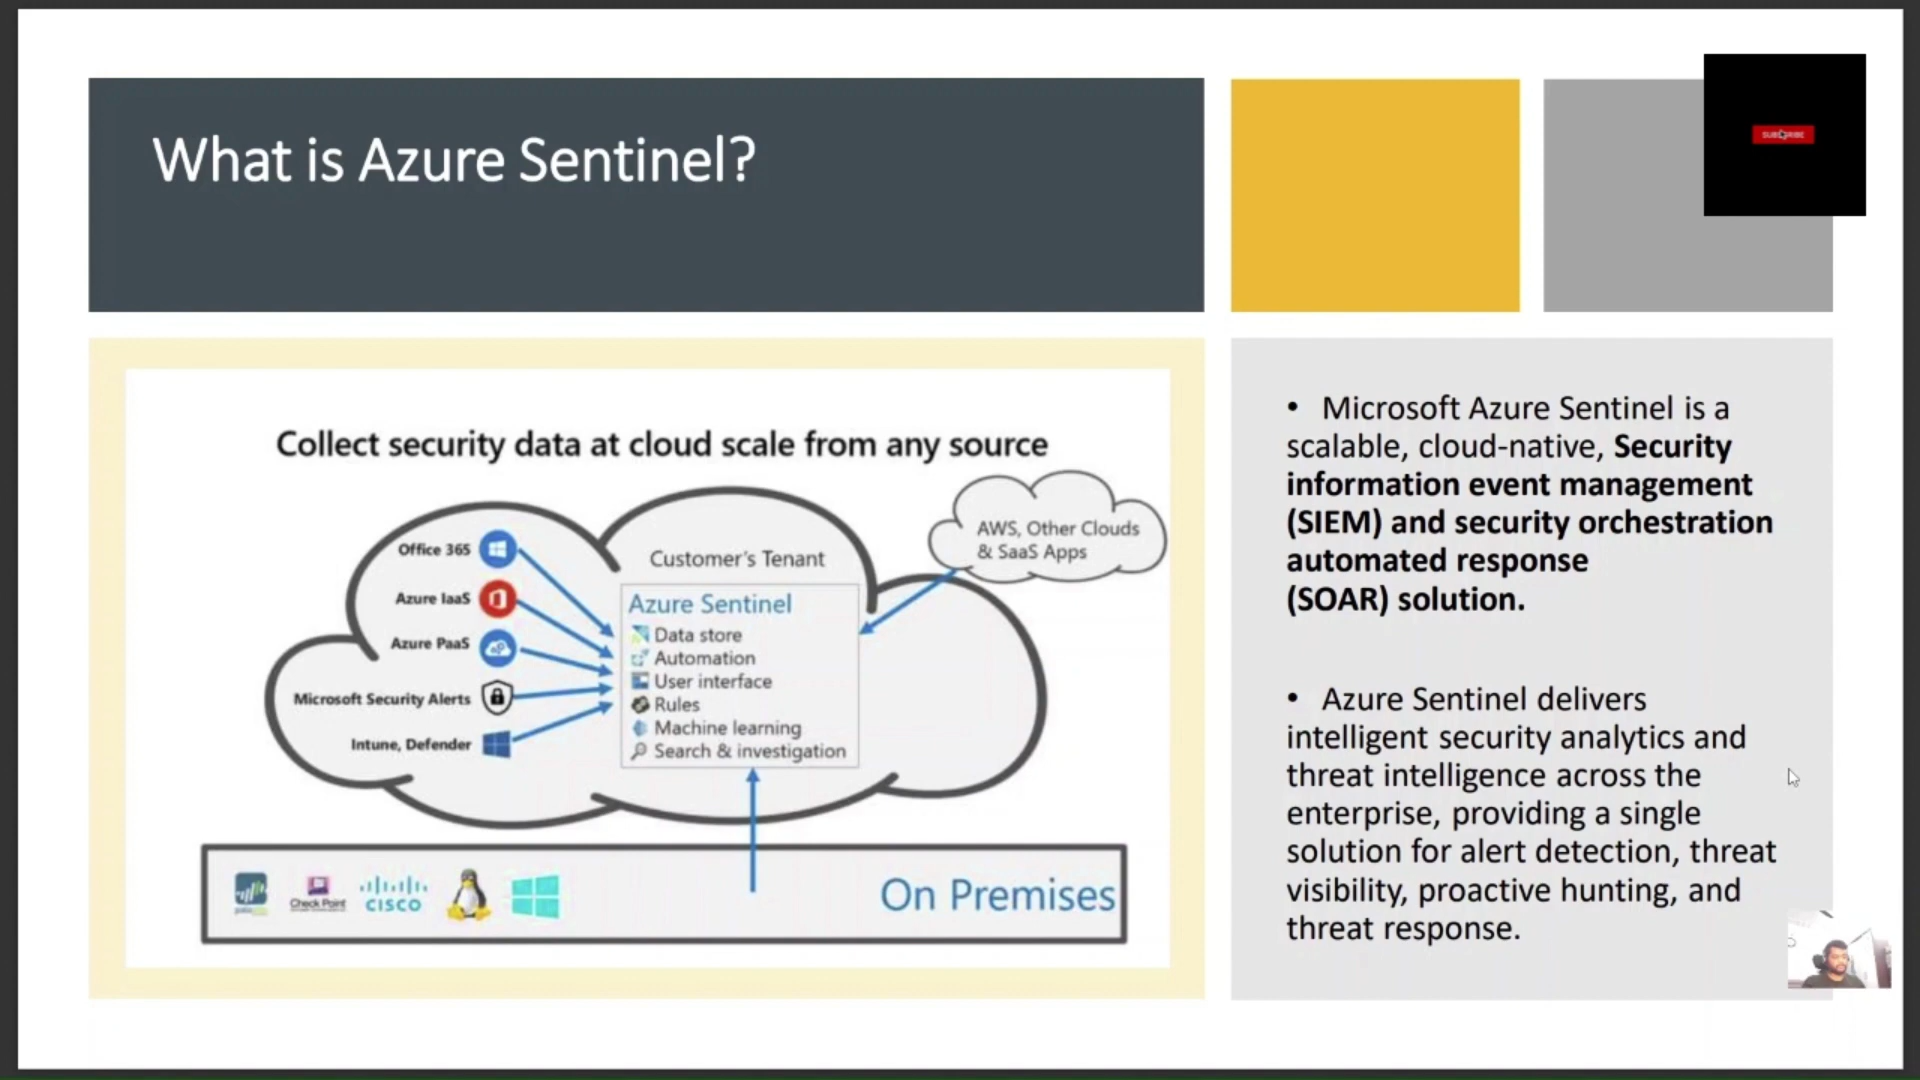 What is Azure Sentinel?
SUBSCRIBE
Collect security data at cloud scale from any source
AWS, Other Clouds
& SaaS Apps
Customer's Tenant
Office 365
Azure IaaS
Azure PaaS
Microsoft Security Alerts
Intune, Defender
Azure Sentinel
Data store
Automation
User interface
Rules
Machine learning
Search & investigation
Check Point
CISCO
On Premises
• Microsoft Azure Sentinel is a
scalable, cloud-native, Security
information event management
(SIEM) and security orchestration
automated response
(SOAR) solution.
• Azure Sentinel delivers
intelligent security analytics and
threat intelligence across the
enterprise, providing a single
solution for alert detection, threat
visibility, proactive hunting, and
threat response.